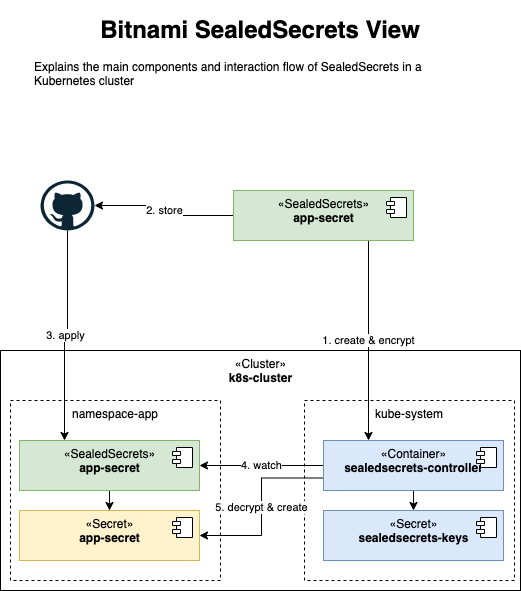 Bitnami SealedSecrets View
Explains the main components and interaction flow of SealedSecrets in a
Kubernetes cluster
2. store
«SealedSecrets»
app-secret
3. apply
1. create & encrypt
«Cluster»
k8s-cluster
namespace-app
kube-system
«SealedSecrets»
app-secret
4. watch
«Container»
sealedsecrets-controller
5. decrypt & create
«Secret»
app-secret
«Secret»
sealedsecrets-keys